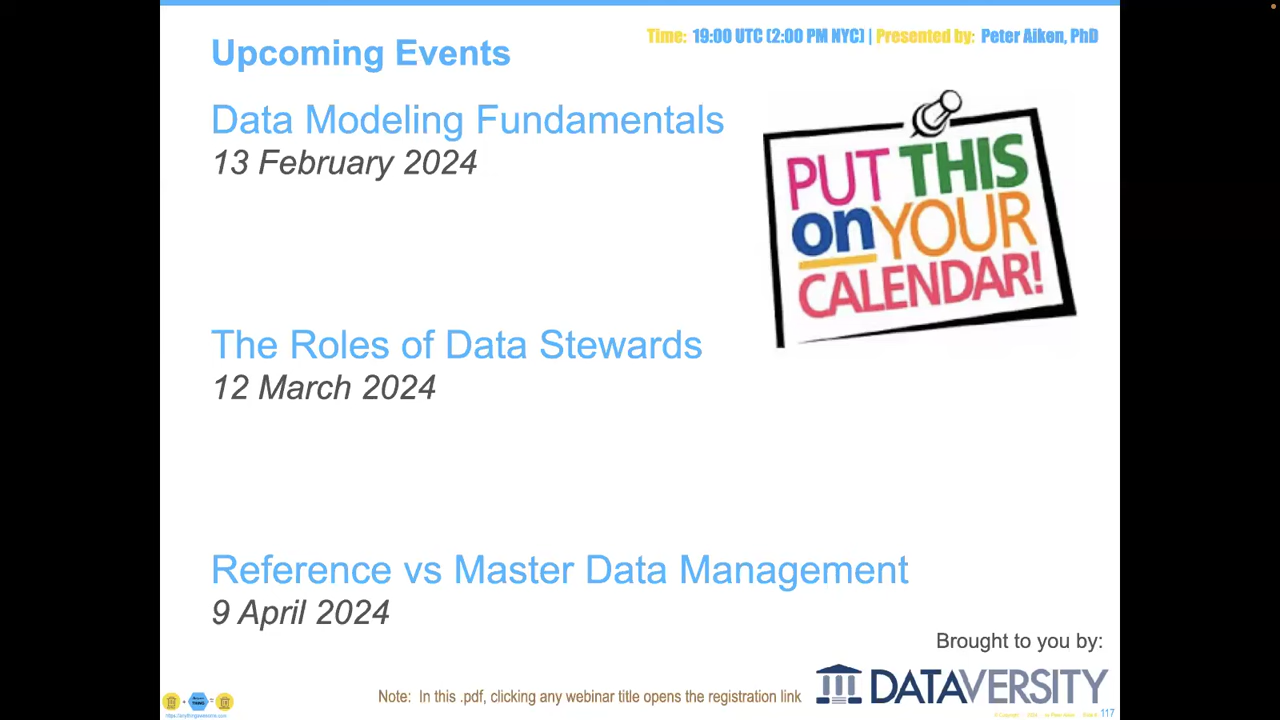 Upcoming Events
Time: 19:00 UTC (2:00 PM NYC) | Presented by: Peter Aiken, PhD
Data Modeling Fundamentals
13 February 2024
PUT THIS
on YOUR
CALENDAR!
The Roles of Data Stewards
12 March 2024
Reference vs Master Data Management
9 April 2024
Brought to you by:
DATAVERSITY
Note: In this .pdf, clicking any webinar title opens the registration link
117